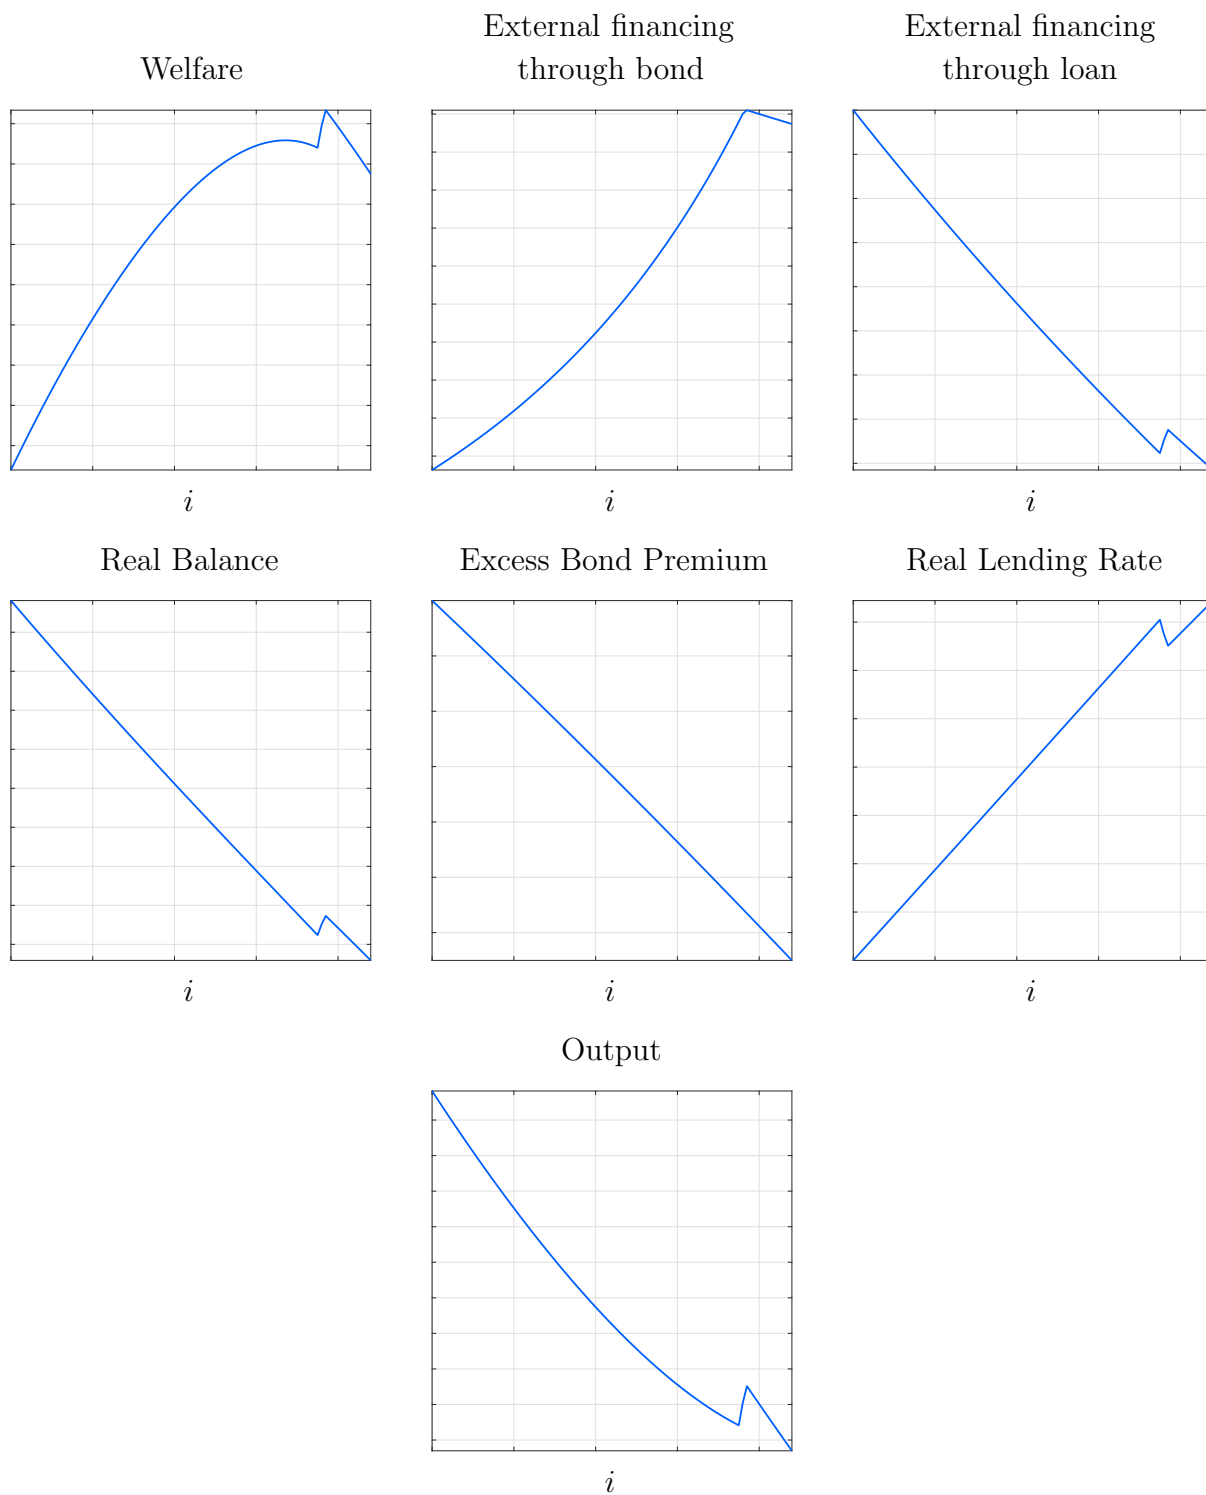 Welfare
External financing
through bond
External financing
through loan
i
i
i
Real Balance
Excess Bond Premium
Real Lending Rate
i
i
i
Output
i